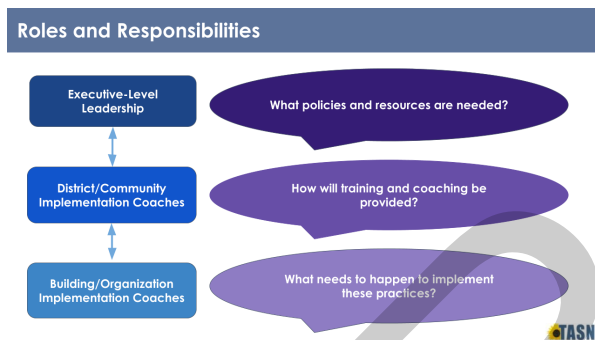 Roles and Responsibilities
Executive-Level
Leadership
What policies and resources are needed?
District/Community
Implementation Coaches
How will training and coaching be
provided?
Building/Organization
Implementation Coaches
What needs to happen to implement
these practices?
TASN